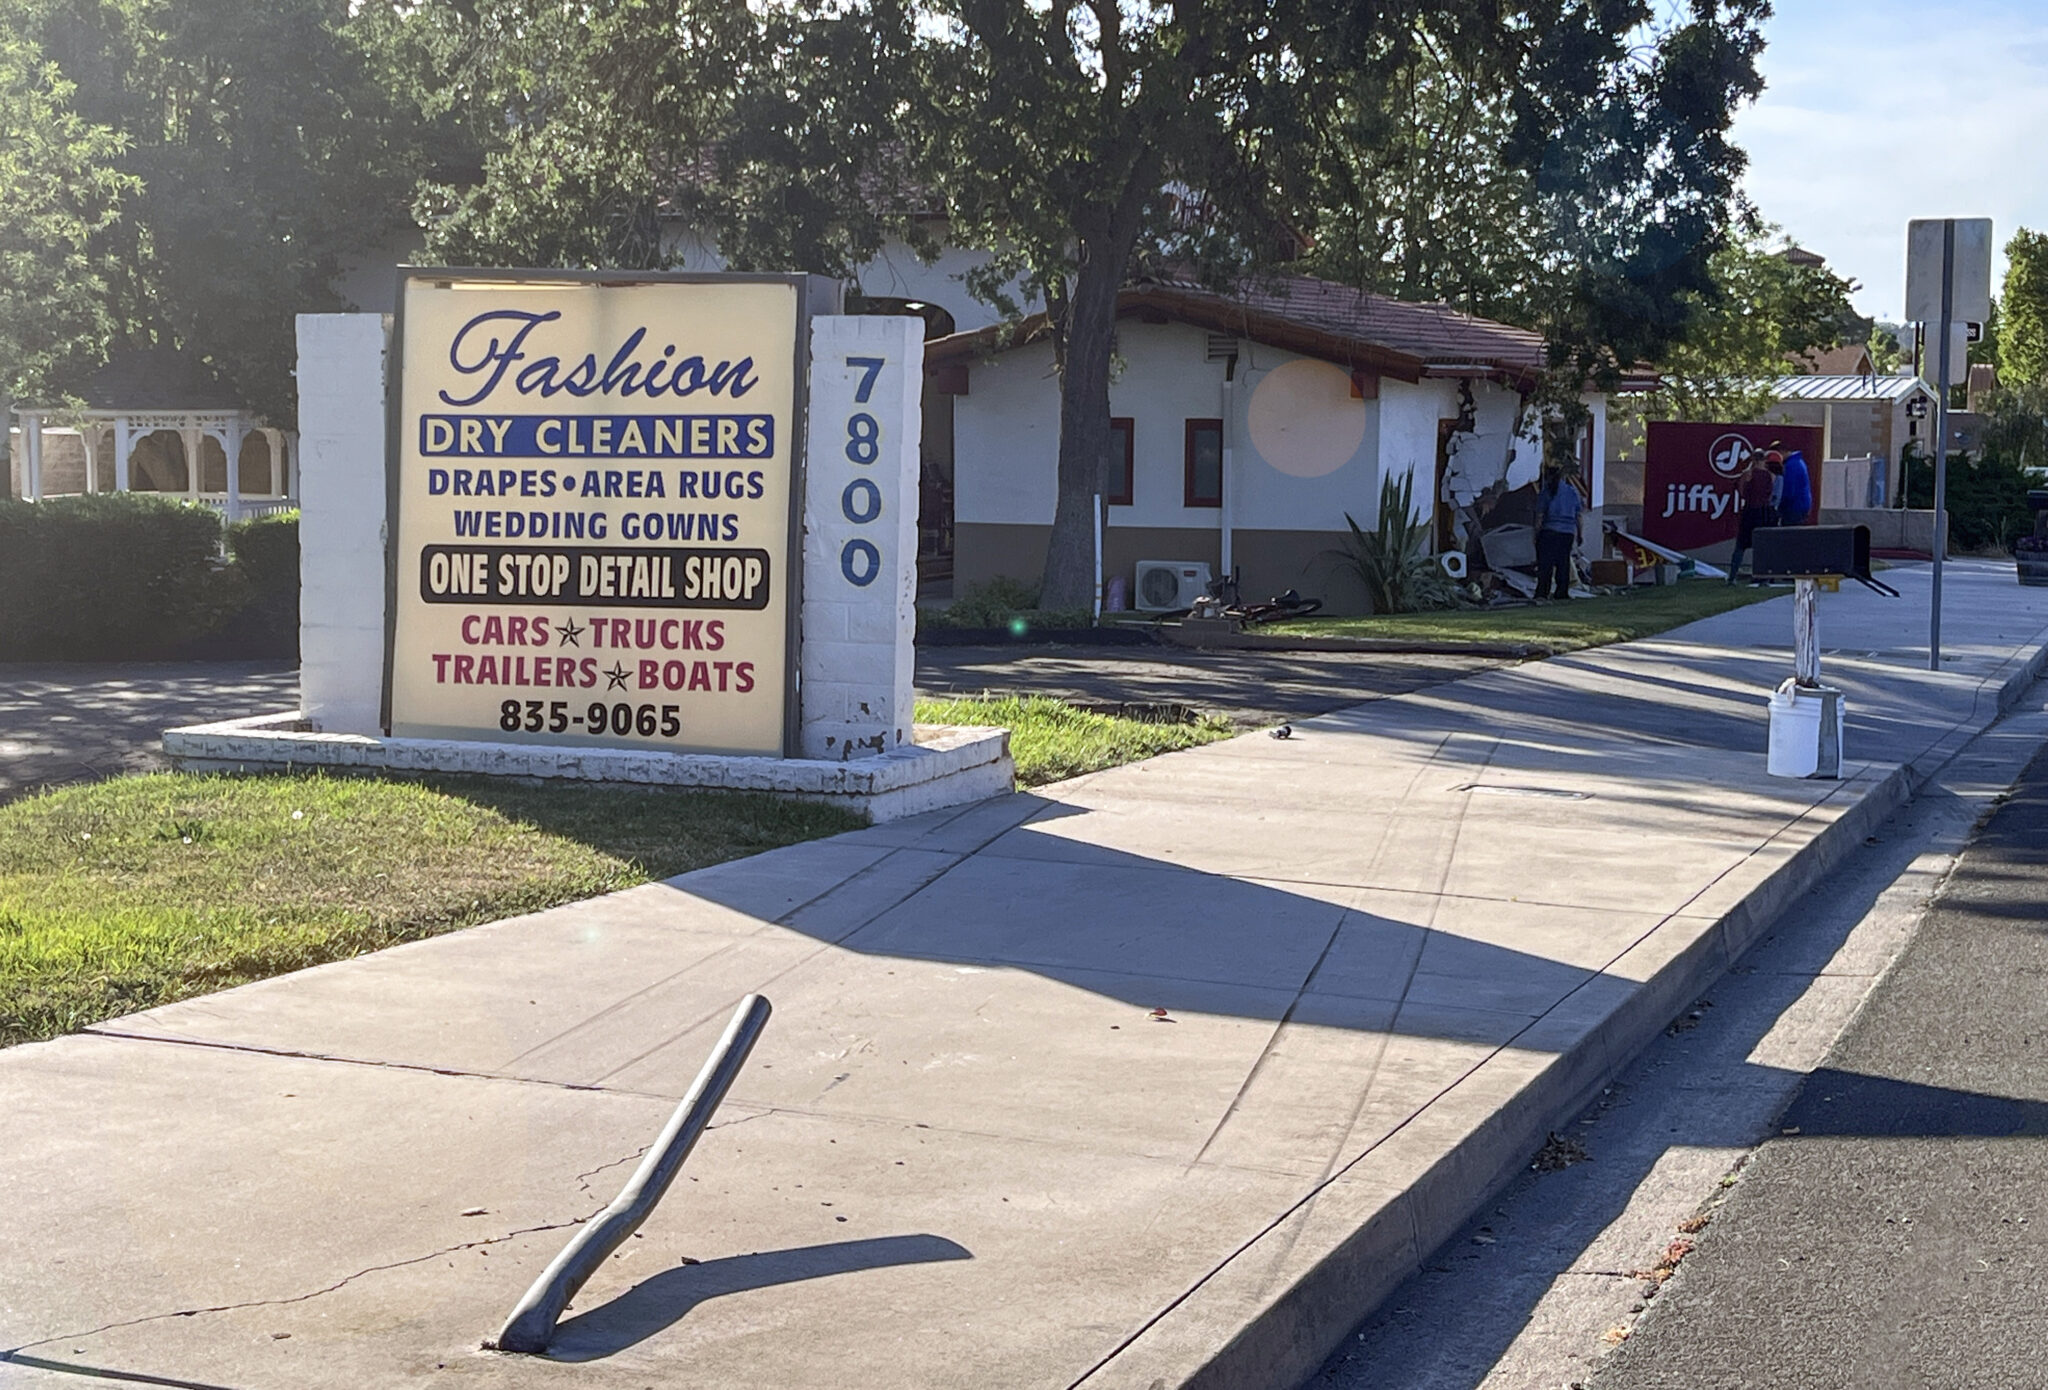 Fashion
DRY CLEANERS
DRAPES•AREA RUGS
WEDDING GOWNS
ONE STOP DETAIL SHOP
CARS★TRUCKS
TRAILERS★BOATS
835-9065
7800
jiffy